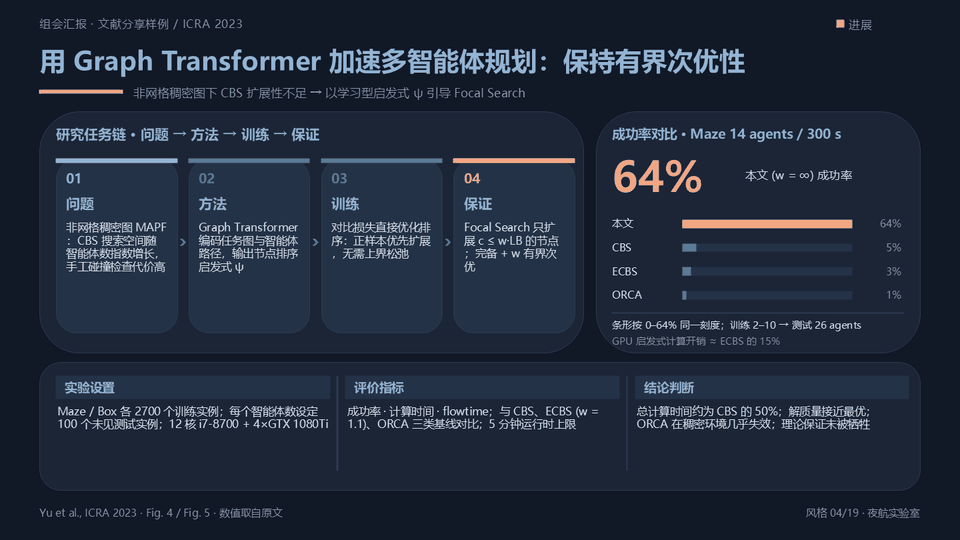 组会汇报 · 文献分享样例 / ICRA 2023
进展
用 Graph Transformer 加速多智能体规划：保持有界次优性
非网格稠密图下 CBS 扩展性不足 → 以学习型启发式 ψ 引导 Focal Search
研究任务链 • 问题 → 方法 → 训练 → 保证
01
问题
非网格稠密图 MAPF
：CBS 搜索空间随
智能体数指数增长，
手工碰撞检查代价高
›
02
方法
Graph Transformer
编码任务图与智能体
路径，输出节点排序
启发式 ψ
›
03
训练
对比损失直接优化排
序：正样本优先扩展
，无需上界松弛
›
04
保证
Focal Search 只扩
展 c ≤ w·LB 的节点
；完备 + w 有界次
优
成功率对比 • Maze 14 agents / 300 s
64%
本文 (w = ∞) 成功率
本文 64%
CBS 5%
ECBS 3%
ORCA 1%
条形按 0–64% 同一刻度；训练 2–10 → 测试 26 agents
GPU 启发式计算开销 ≈ ECBS 的 15%
实验设置
Maze / Box 各 2700 个训练实例；每个智能体数设定
100 个未见测试实例；12 核 i7-8700 + 4×GTX 1080Ti
评价指标
成功率 · 计算时间 · flowtime；与 CBS、ECBS (w =
1.1)、ORCA 三类基线对比；5 分钟运行时上限
结论判断
总计算时间约为 CBS 的 50%；解质量接近最优；
ORCA 在稠密环境几乎失效；理论保证未被牺牲
Yu et al., ICRA 2023 · Fig. 4 / Fig. 5 · 数值取自原文
风格 04/19 · 夜航实验室